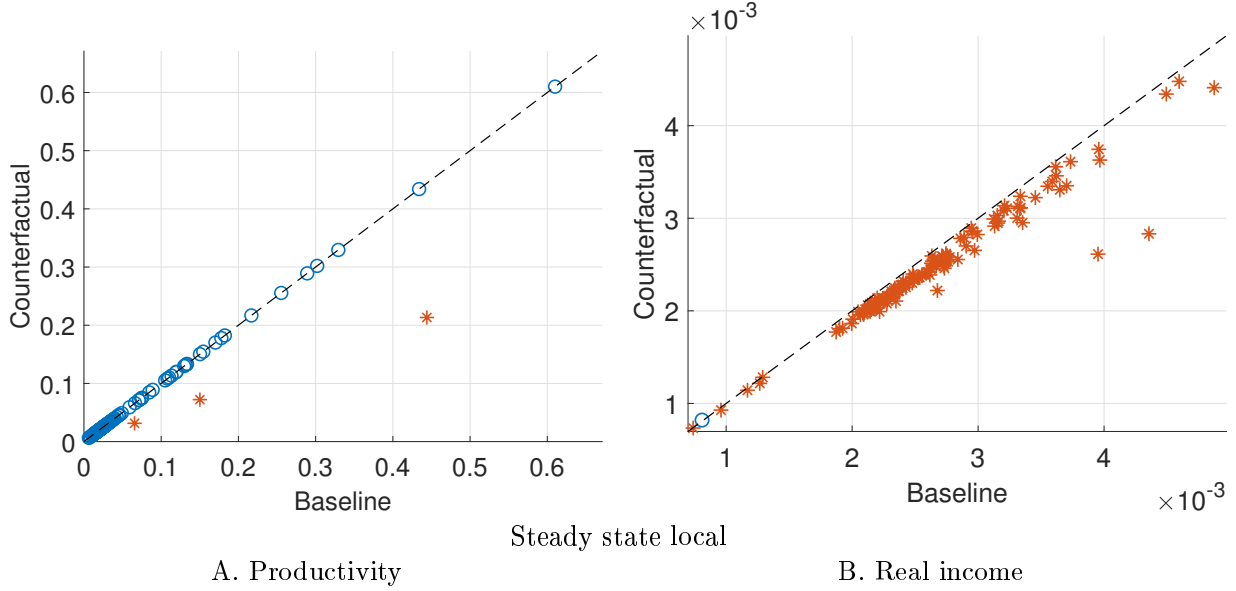 0.6
0.5
0.4
0.3
0.2
0.1
0
0 0.1 0.2 0.3 0.4 0.5 0.6
Counterfactual
Baseline
×10⁻³
4
3
2
1
1 2 3 4
Counterfactual
Baseline
×10⁻³
Steady state local
A. Productivity B. Real income